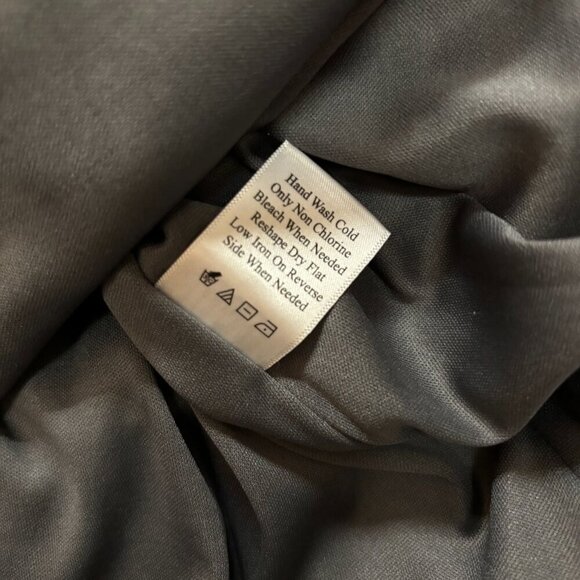 Hand Wash Cold
Only Non Chlorine
Bleach When Needed
Reshape Dry Flat
Low Iron On Reverse
Side When Needed